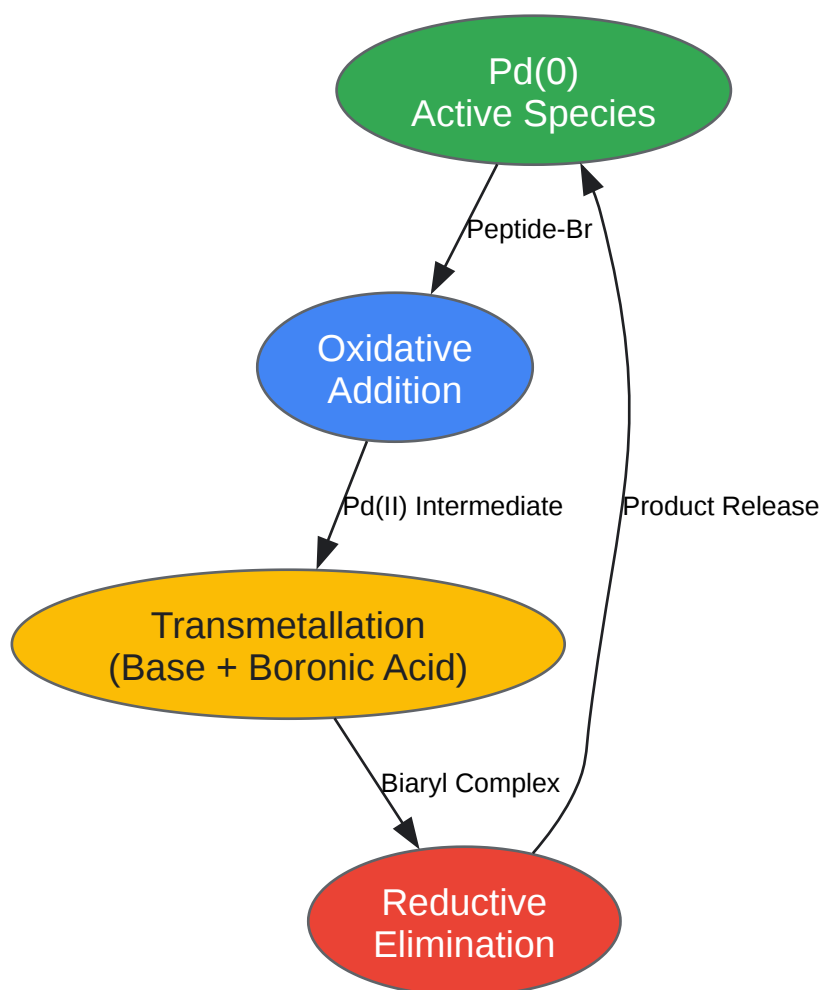 Pd(0)
Active Species
Peptide-Br
Oxidative
Addition
Pd(II) Intermediate
Product Release
Transmetallation
(Base + Boronic Acid)
Biaryl Complex
Reductive
Elimination